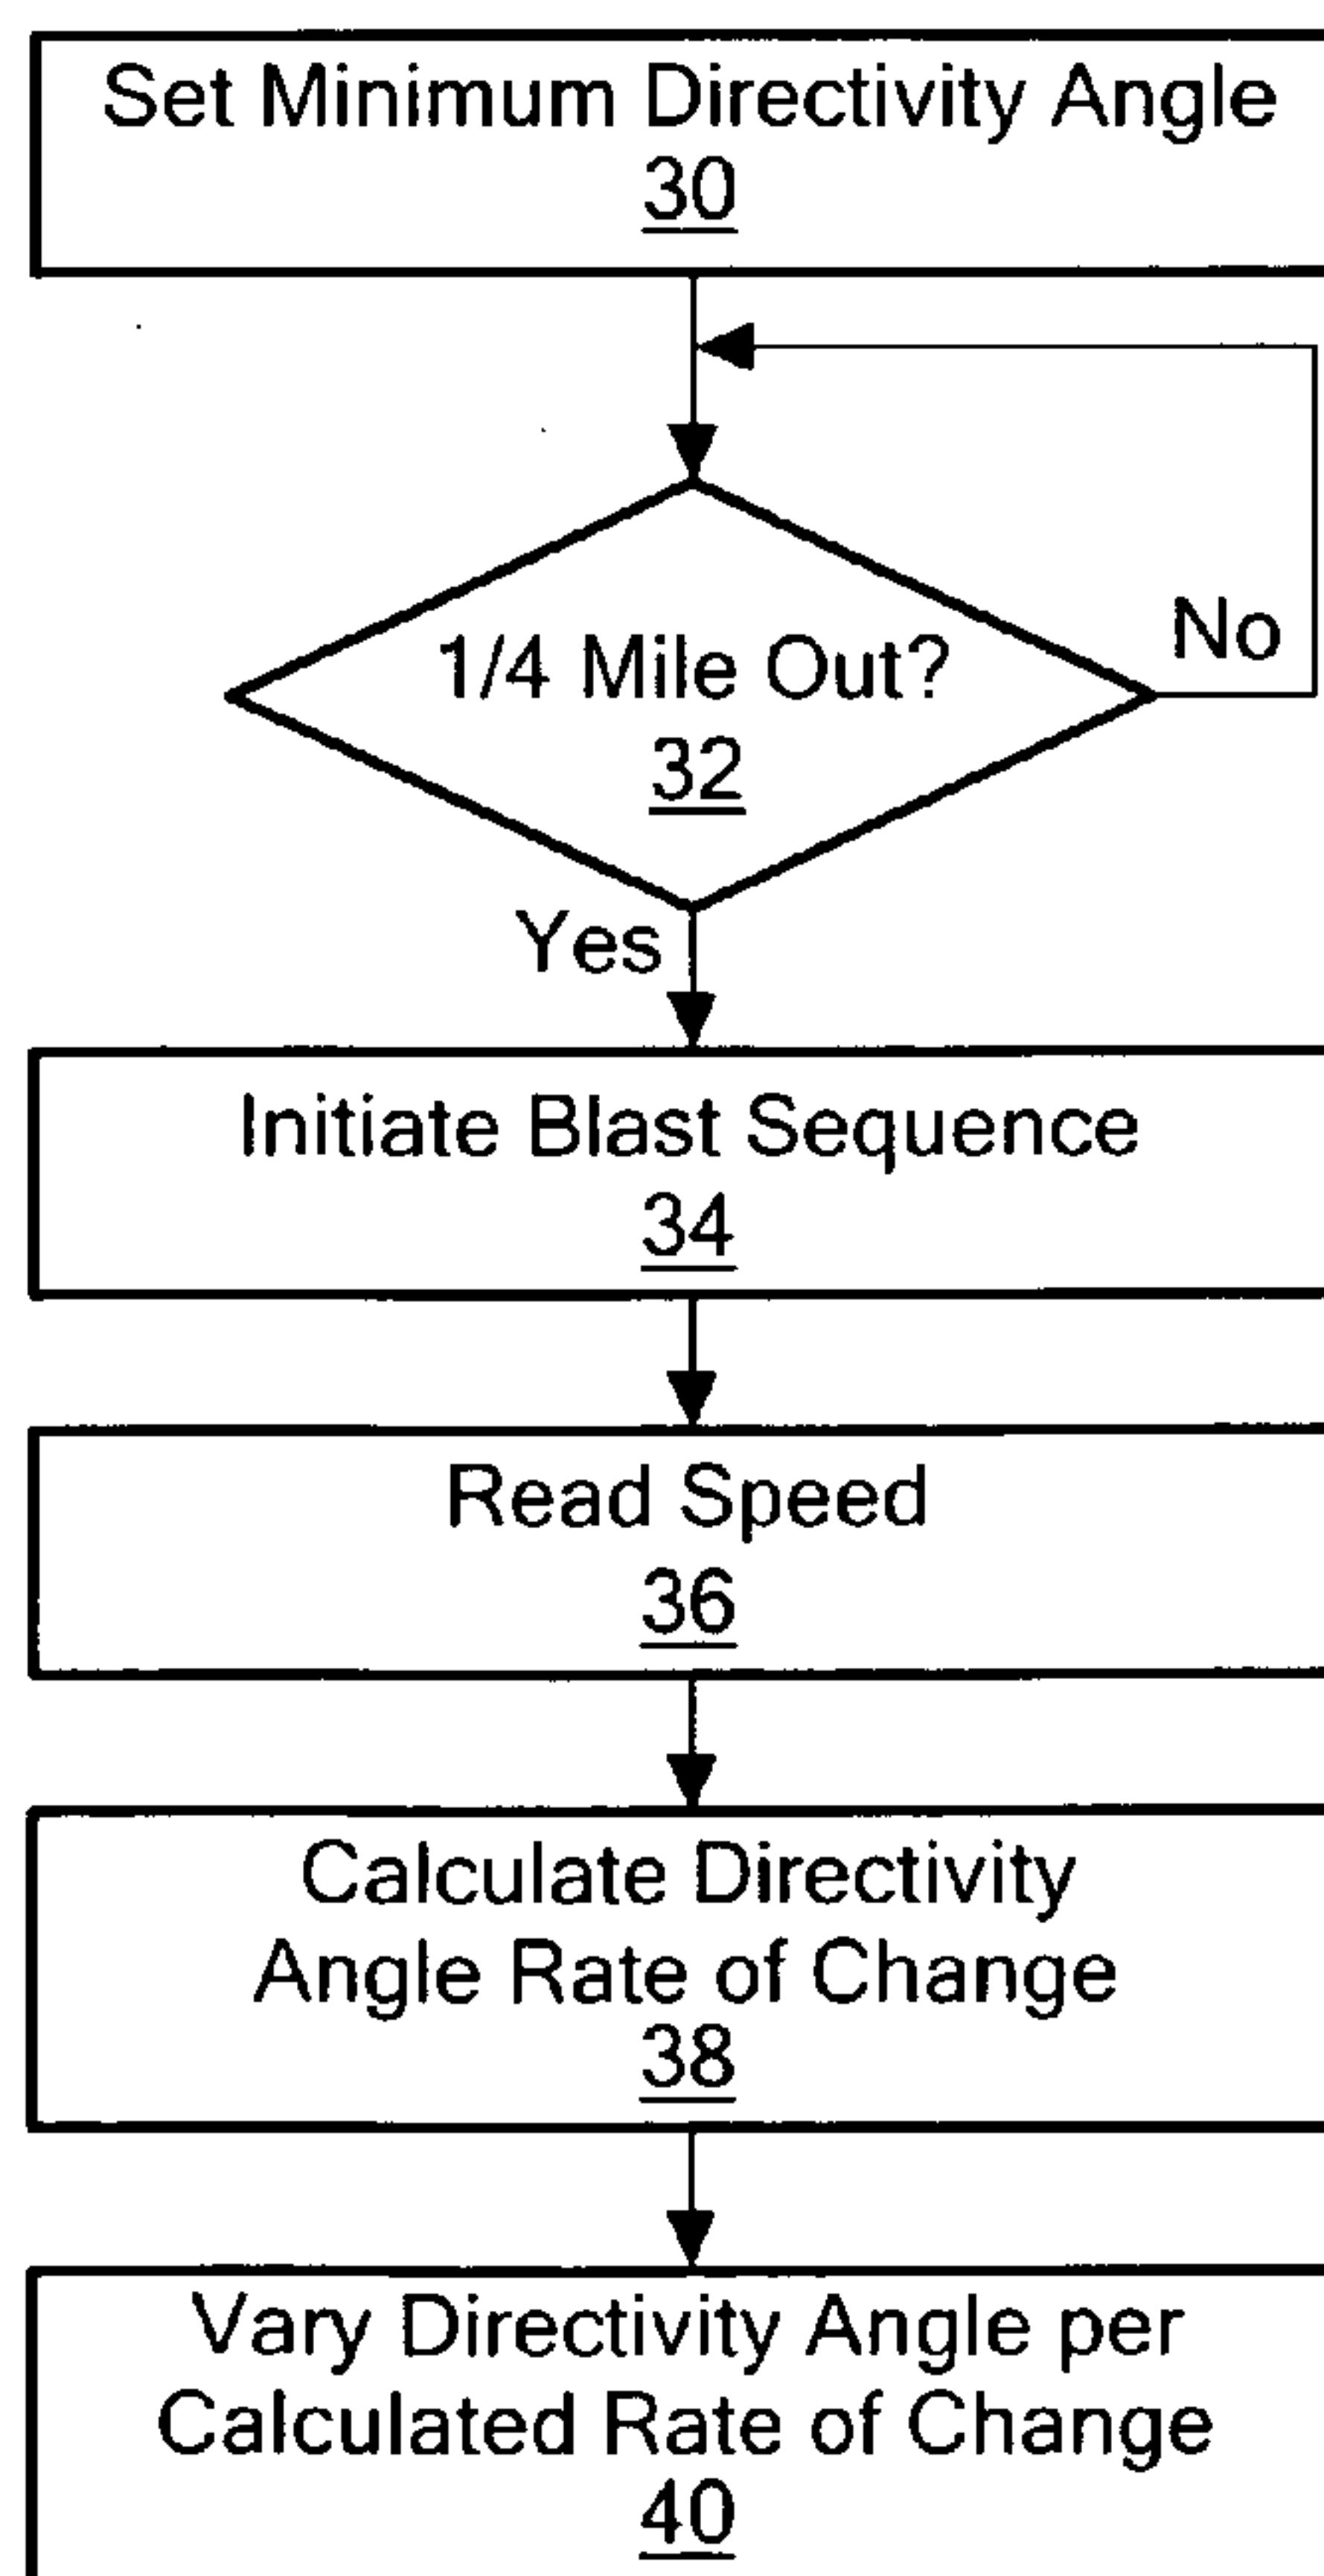 Set Minimum Directivity Angle
30
1/4 Mile Out?
32
No
Yes
Initiate Blast Sequence
34
Read Speed
36
Calculate Directivity
Angle Rate of Change
38
Vary Directivity Angle per
Calculated Rate of Change
40